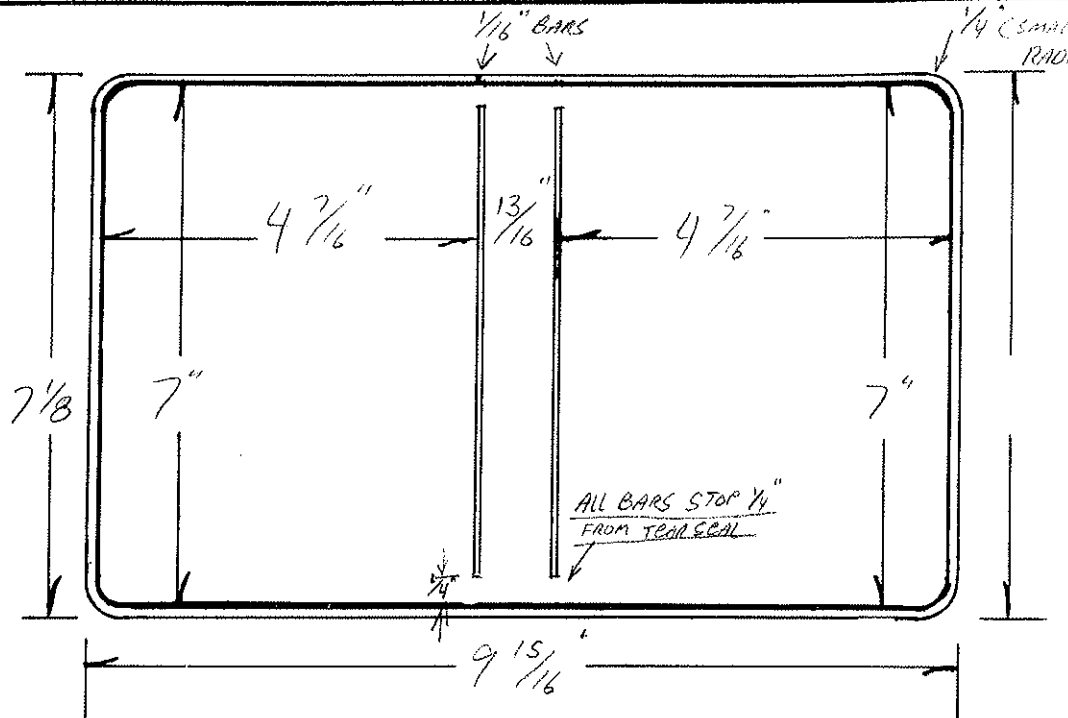 1/16" BARS
1/4 (SMA
RAD
4 7/16"
13/16"
4 7/16"
7 1/8
7"
7"
ALL BARS STOP 1/4"
FROM TEAR SEAL
1/4"
9 15/16"